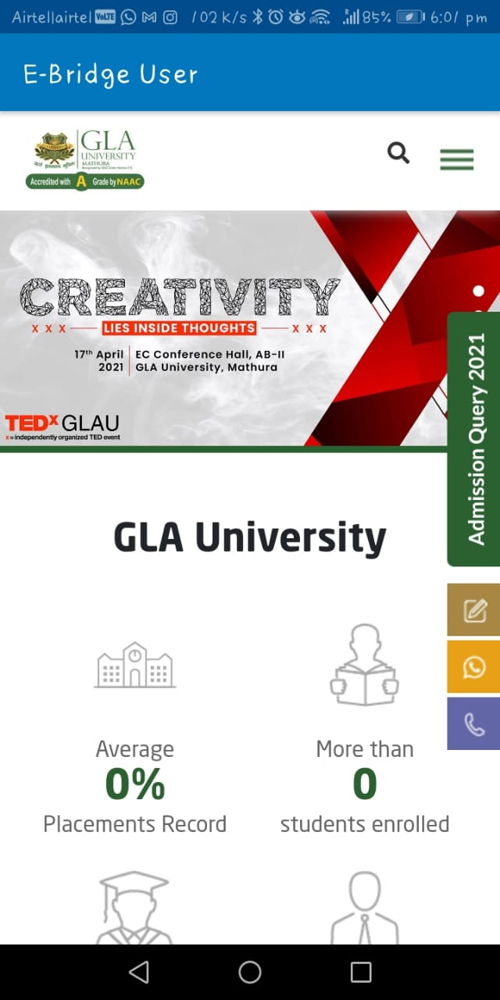 Airtellairtel VoLTE 102 K/s 85% 6:01 pm
E-Bridge User
GLA
UNIVERSITY
MATHURA
Accredited with A Grade by NAAC
CREATIVITY
X X X LIES INSIDE THOUGHTS X X X
17th April EC Conference Hall, AB-II
2021 GLA University, Mathura
TEDx GLAU
x = independently organized TED event
Admission Query 2021
GLA University
Average
0%
Placements Record
More than
0
students enrolled